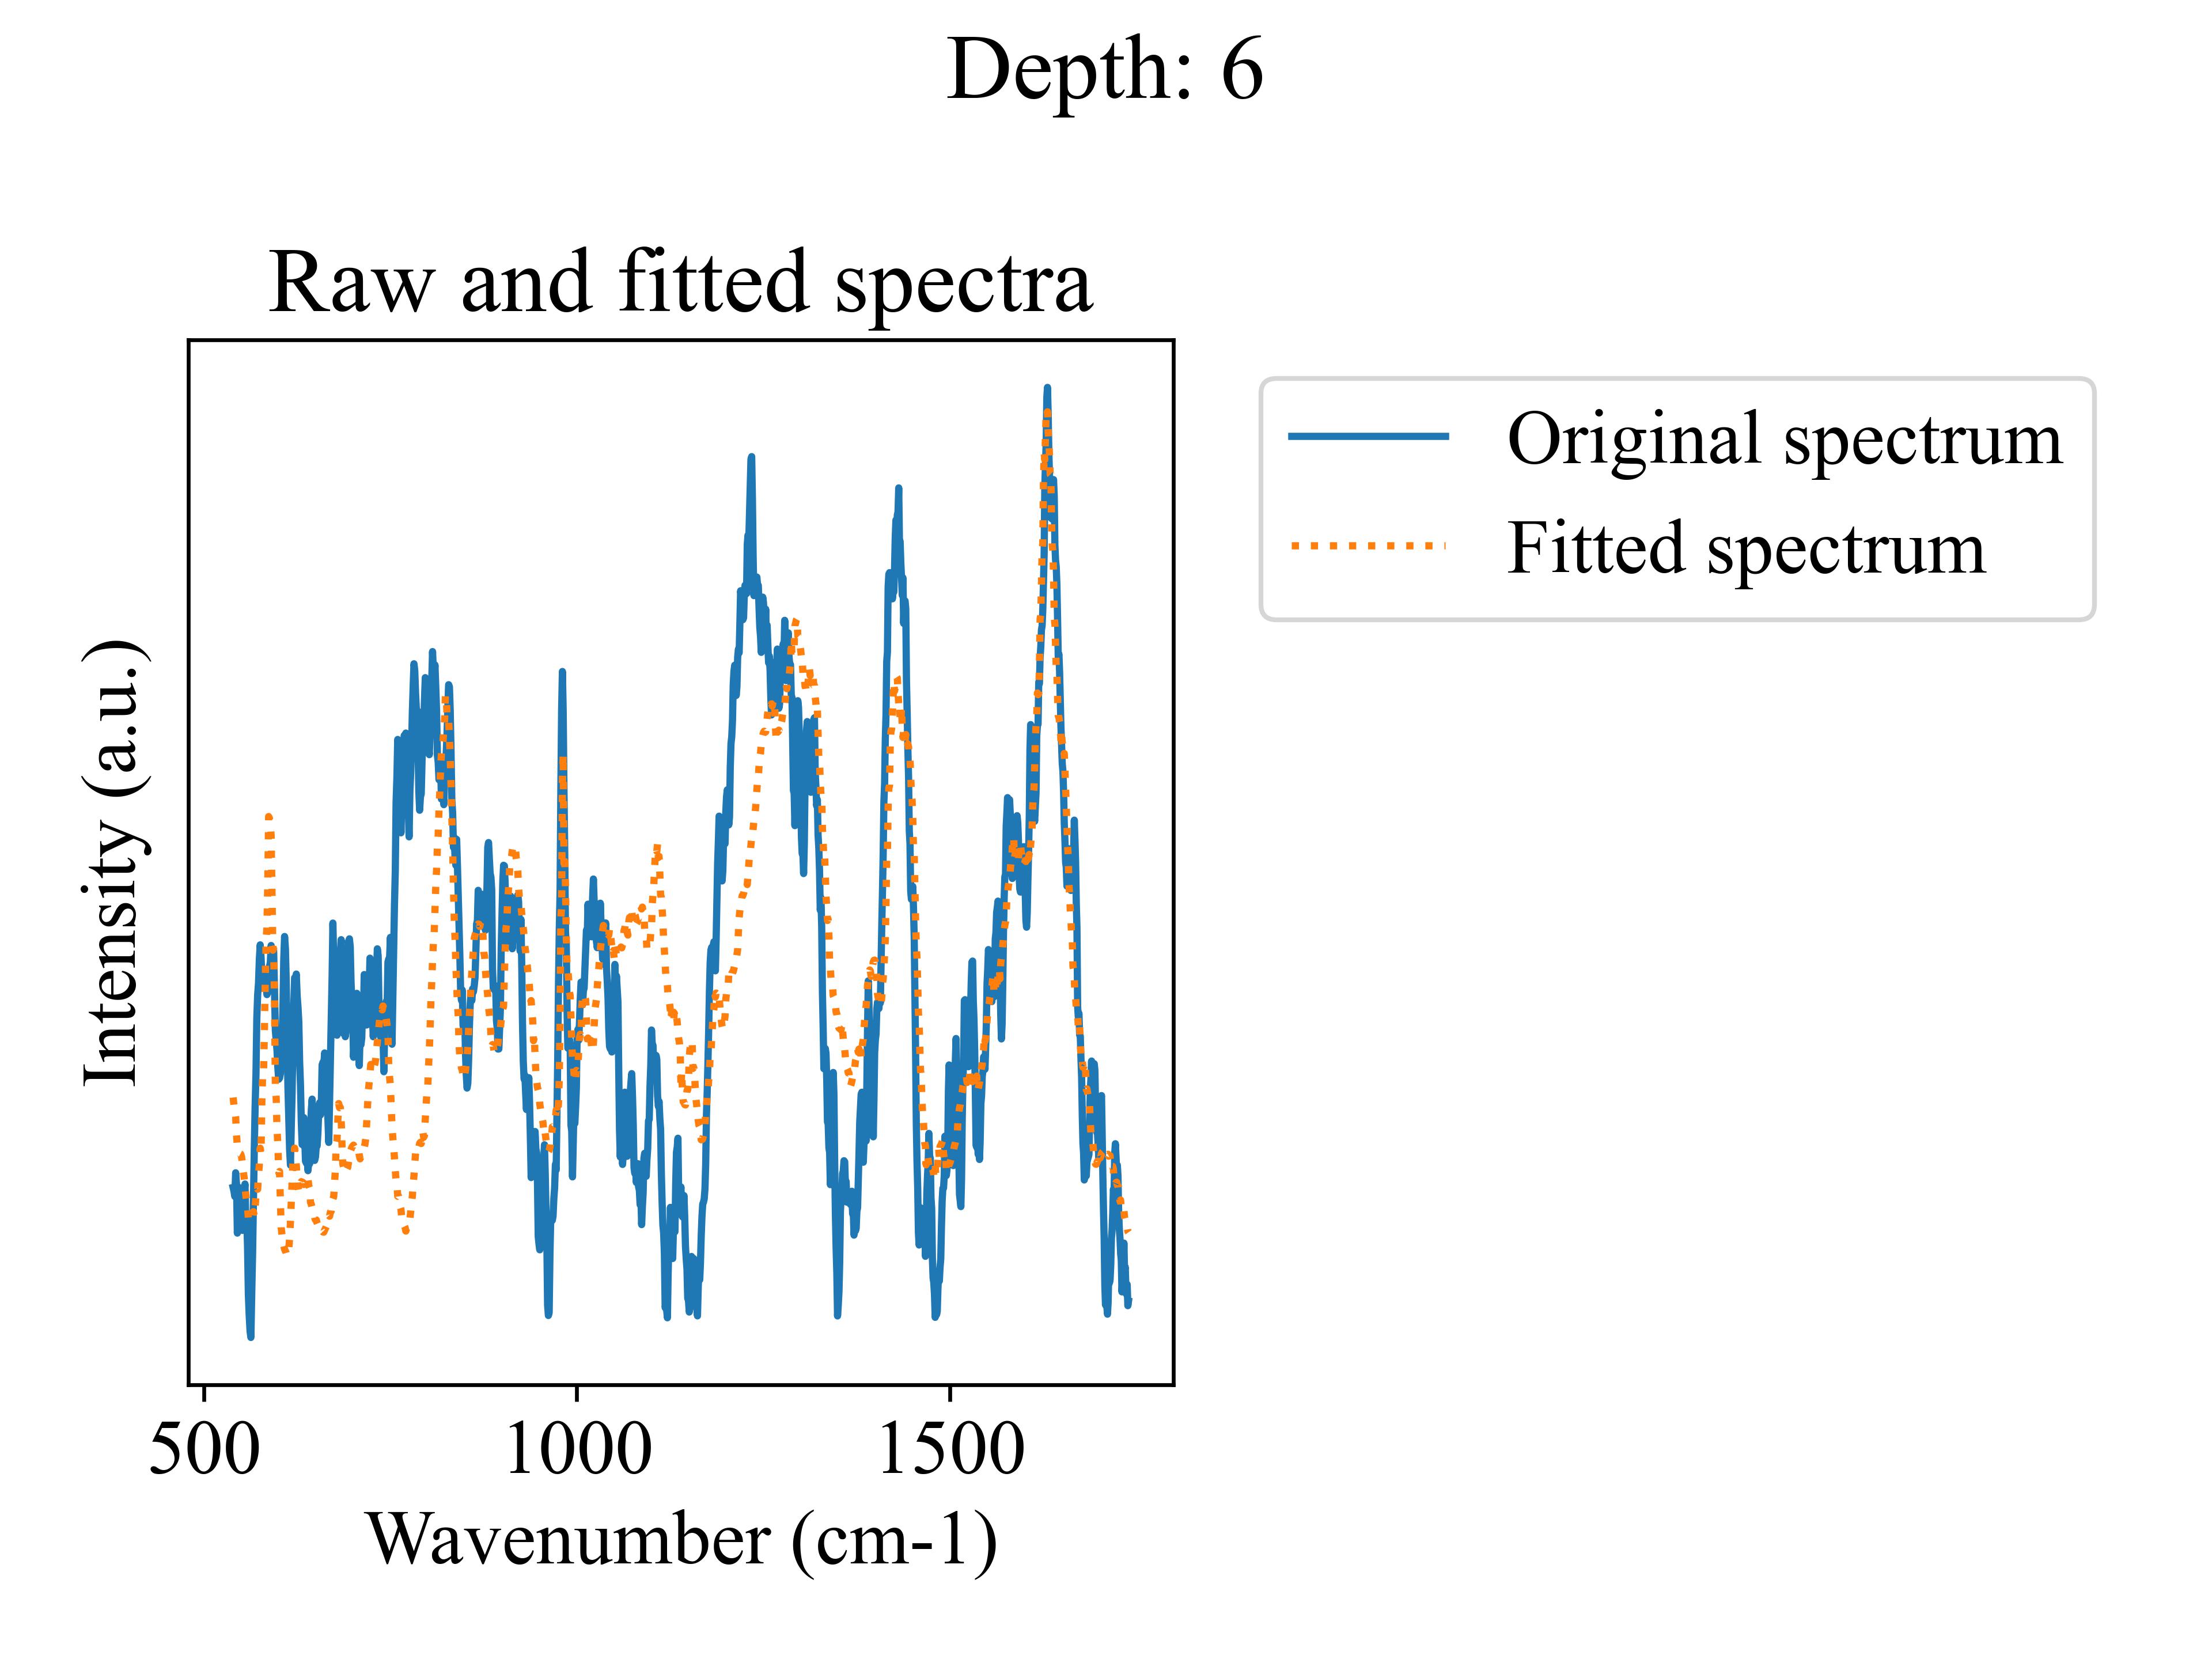 Depth: 6
Raw and fitted spectra
Original spectrum
Fitted spectrum
Intensity (a.u.)
500 1000 1500
Wavenumber (cm-1)